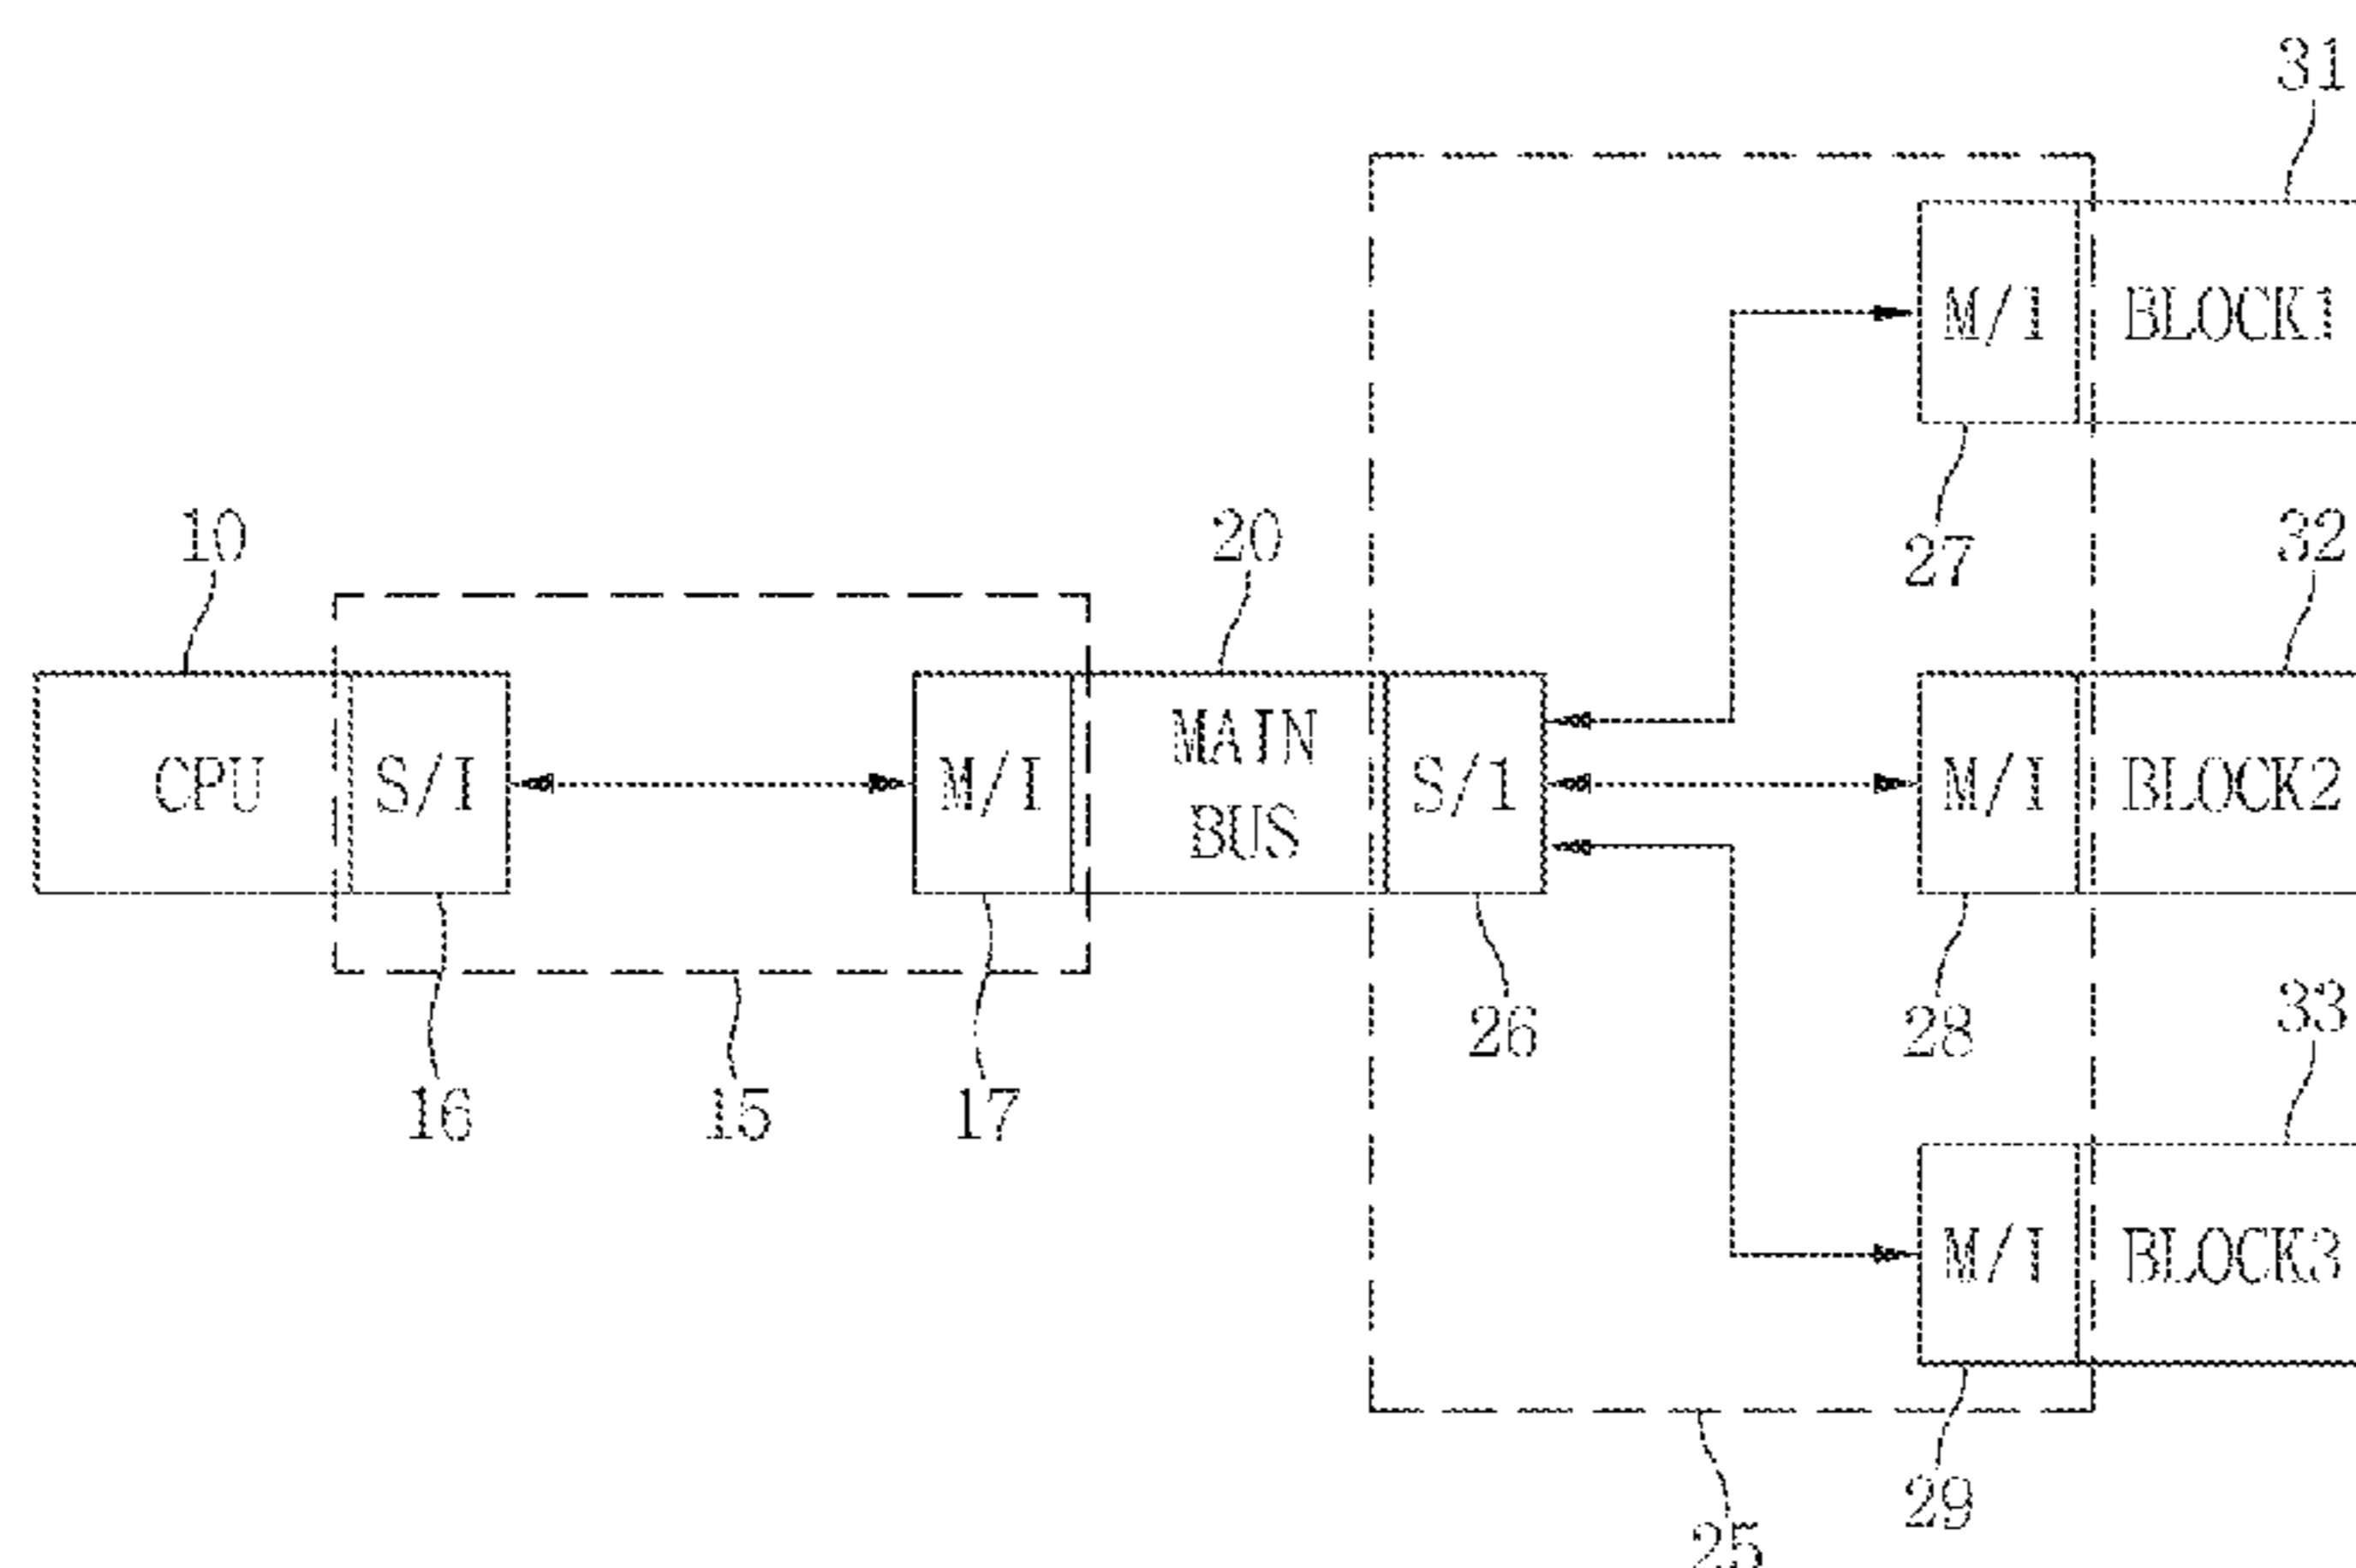 31
M/I
BLOCK1
10
20
27
32
CPU
S/I
M/I
MAIN
BUS
S/1
M/I
BLOCK2
26
28
33
16
15
17
M/I
BLOCK3
29
25